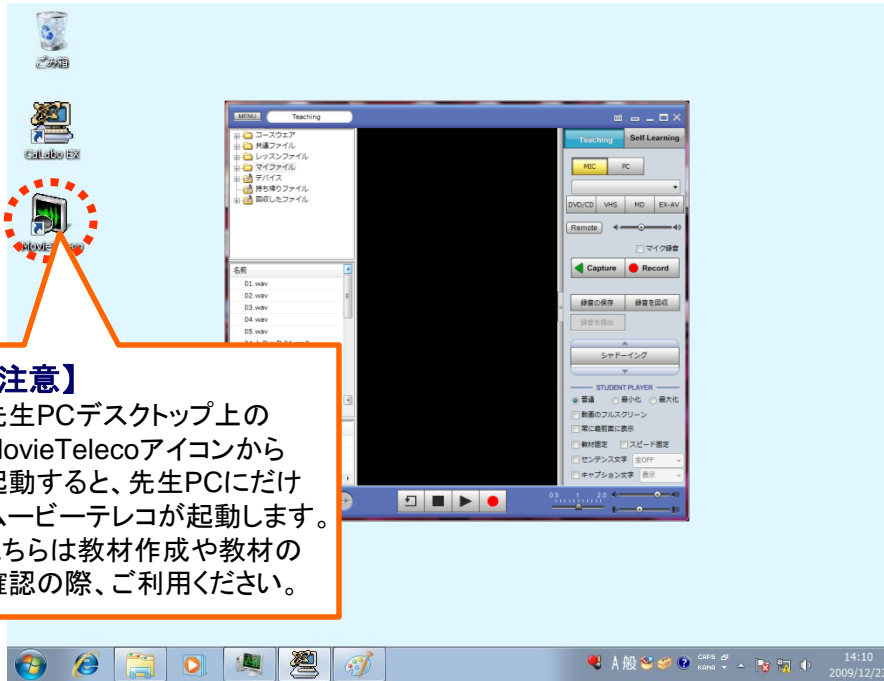 ごみ箱
CaLabo EX
MENU
Teaching
コースウェア
共通ファイル
レッスンファイル
マイファイル
デバイス
持ち帰りファイル
回収したファイル
名前
01.wav
02.wav
03.wav
04.wav
05.wav
Teaching
Self Learning
MIC
PC
DVD/CD
VHS
MD
EX-AV
Remote
マイク録音
Capture
Record
録音の保存
録音を回収
録音を提出
シャドーイング
STUDENT PLAYER
普通
最小化
最大化
動画のフルスクリーン
常に最前面に表示
教材固定
スピード固定
センテンス文字
全OFF
キャプション文字
表示
0.5
1
2.0
注意】
生PCデスクトップ上の
ovieTelecoアイコンから
動すると、先生PCにだけ
ムービーテレコが起動します。
ちらは教材作成や教材の
認の際、ご利用ください。
A 般
CAPS
KANA
14:10
2009/12/23